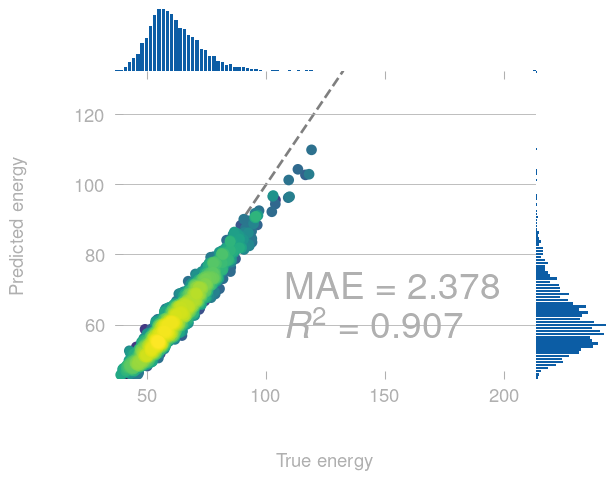 120
100
80
60
Predicted energy
MAE = 2.378
R² = 0.907
50 100 150 200
True energy